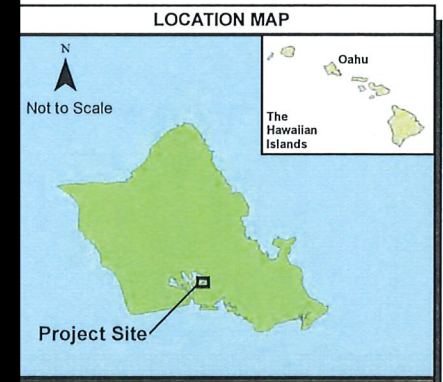 LOCATION MAP
N
Not to Scale
Oahu
The
Hawaiian
Islands
Project Site